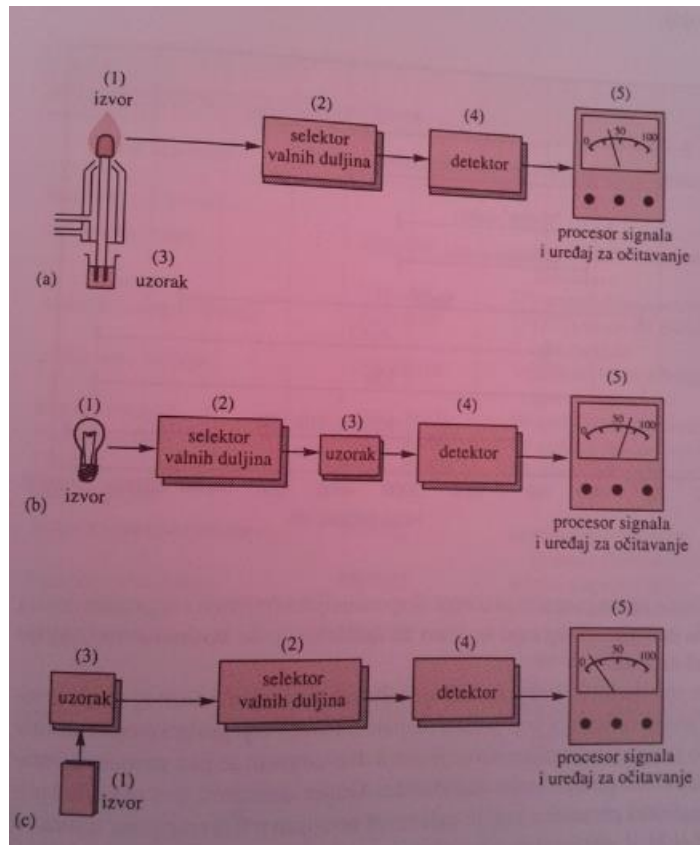 (1)
izvor
(2)
selektor
valnih duljina
(4)
detektor
(5)
0 50 100
procesor signala
i uređaj za očitavanje
(3)
uzorak
(a)
(1)
izvor
(2)
selektor
valnih duljina
(3)
uzorak
(4)
detektor
(5)
0 50 100
procesor signala
i uređaj za očitavanje
(b)
(3)
uzorak
(1)
izvor
(2)
selektor
valnih duljina
(4)
detektor
(5)
0 50 100
procesor signala
i uređaj za očitavanje
(c)